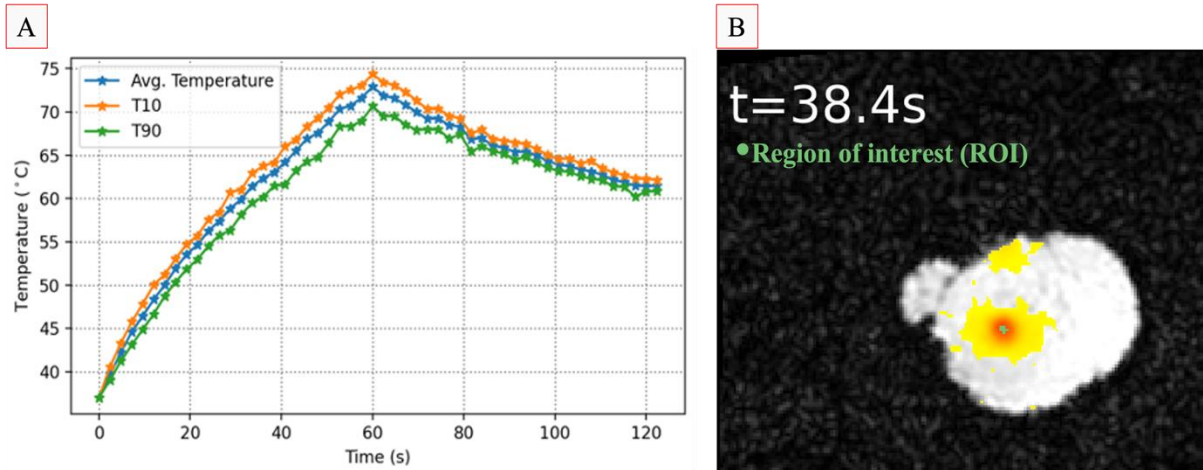 A
Avg. Temperature
T10
T90
75
70
65
60
55
50
45
40
Temperature (°C)
0
20
40
60
80
100
120
Time (s)
B
t=38.4s
Region of interest (ROI)